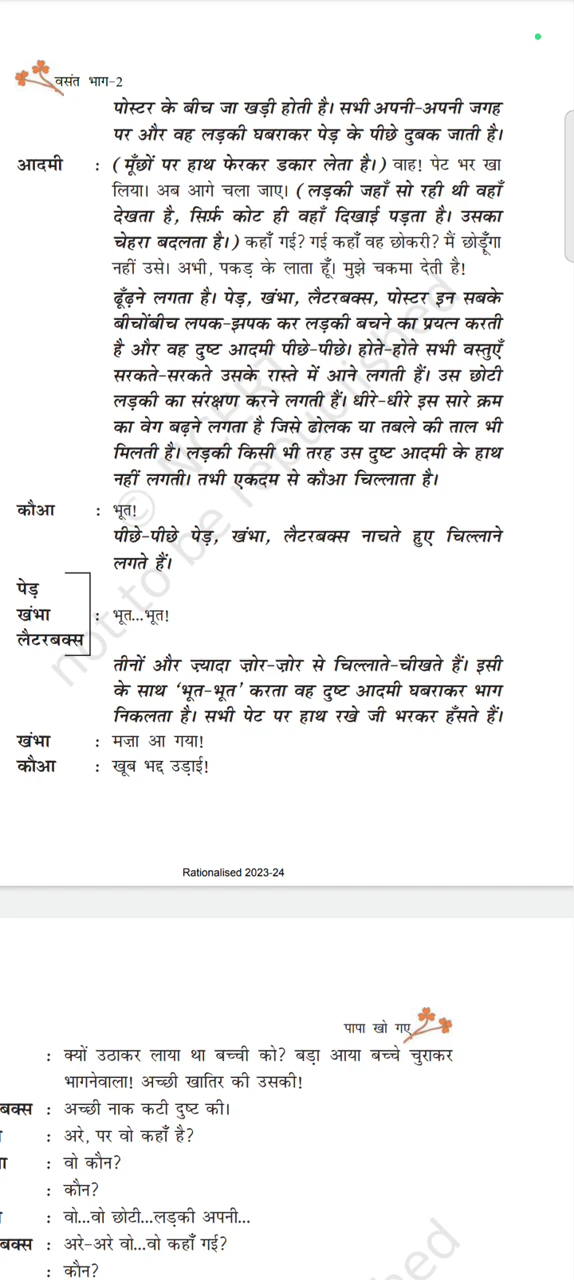 वसंत भाग-2
पोस्टर के बीच जा खड़ी होती है। सभी अपनी-अपनी जगह
पर और वह लड़की घबराकर पेड़ के पीछे दुबक जाती है।
आदमी : (मूँछों पर हाथ फेरकर डकार लेता है।) वाह! पेट भर खा
लिया। अब आगे चला जाए। (लड़की जहाँ सो रही थी वहाँ
देखता है, सिर्फ़ कोट ही वहाँ दिखाई पड़ता है। उसका
चेहरा बदलता है।) कहाँ गई? गई कहाँ वह छोकरी? मैं छोड़ूँगा
नहीं उसे। अभी, पकड़ के लाता हूँ। मुझे चकमा देती है!
ढूँढ़ने लगता है। पेड़, खंभा, लैटरबक्स, पोस्टर इन सबके
बीचोंबीच लपक-झपक कर लड़की बचने का प्रयत्न करती
है और वह दुष्ट आदमी पीछे-पीछे। होते-होते सभी वस्तुएँ
सरकते-सरकते उसके रास्ते में आने लगती हैं। उस छोटी
लड़की का संरक्षण करने लगती हैं। धीरे-धीरे इस सारे क्रम
का वेग बढ़ने लगता है जिसे ढोलक या तबले की ताल भी
मिलती है। लड़की किसी भी तरह उस दुष्ट आदमी के हाथ
नहीं लगती। तभी एकदम से कौआ चिल्लाता है।
कौआ : भूत!
पीछे-पीछे पेड़, खंभा, लैटरबक्स नाचते हुए चिल्लाने
लगते हैं।
पेड़
खंभा : भूत...भूत!
लैटरबक्स
तीनों और ज़्यादा ज़ोर-ज़ोर से चिल्लाते-चीखते हैं। इसी
के साथ ‘भूत-भूत’ करता वह दुष्ट आदमी घबराकर भाग
निकलता है। सभी पेट पर हाथ रखे जी भरकर हँसते हैं।
खंभा : मज़ा आ गया!
कौआ : खूब भद्द उड़ाई!
© NCERT
not to be republished
Rationalised 2023-24
पापा खो गए
: क्यों उठाकर लाया था बच्ची को? बड़ा आया बच्चे चुराकर
भागनेवाला! अच्छी खातिर की उसकी!
बक्स : अच्छी नाक कटी दुष्ट की।
: अरे, पर वो कहाँ है?
: वो कौन?
: कौन?
: वो...वो छोटी...लड़की अपनी...
बक्स : अरे-अरे वो...वो कहाँ गई?
: कौन?